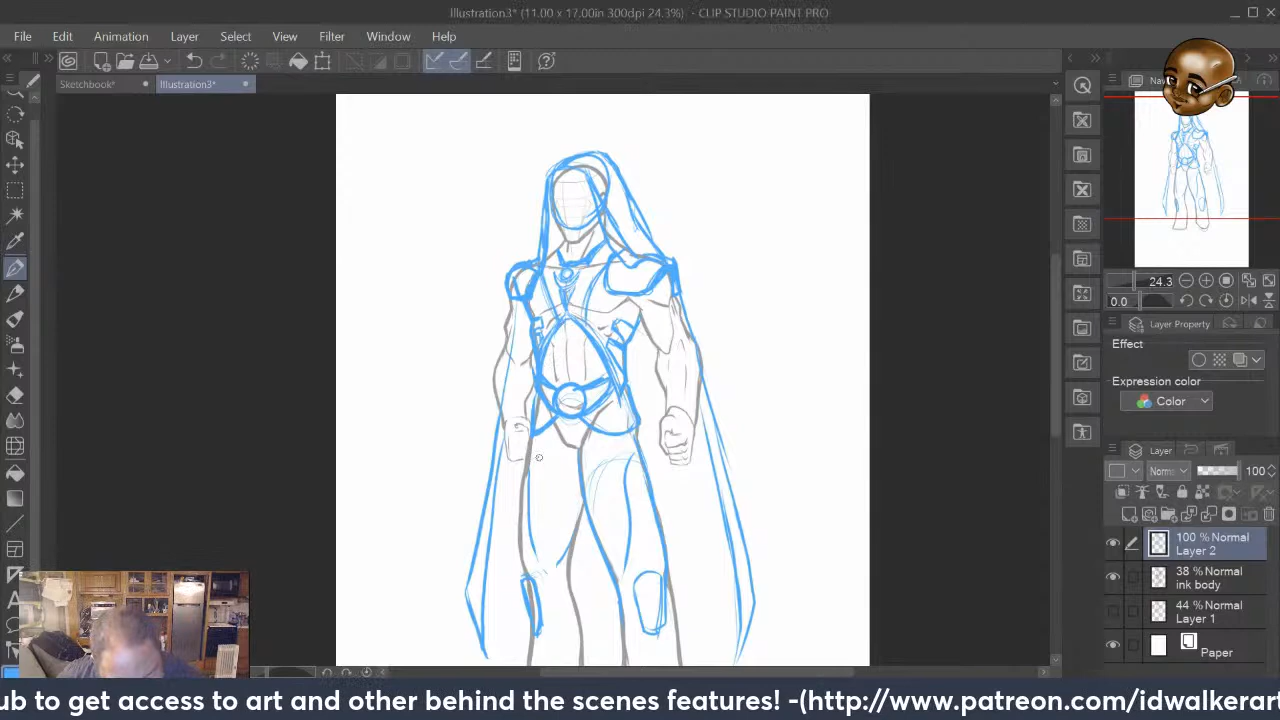 Illustration3* (11.00 x 17.00in 300dpi 24.3%) - CLIP STUDIO PAINT PRO
File Edit Animation Layer Select View Filter Window Help
Sketchbook* Illustration3*
24.3
0.0
Layer Property
Effect
Expression color
Color
Layer
100
100 % Normal
Layer 2
38 % Normal
ink body
44 % Normal
Layer 1
Paper
ub to get access to art and other behind the scenes features! -(http://www.patreon.com/idwalkerar